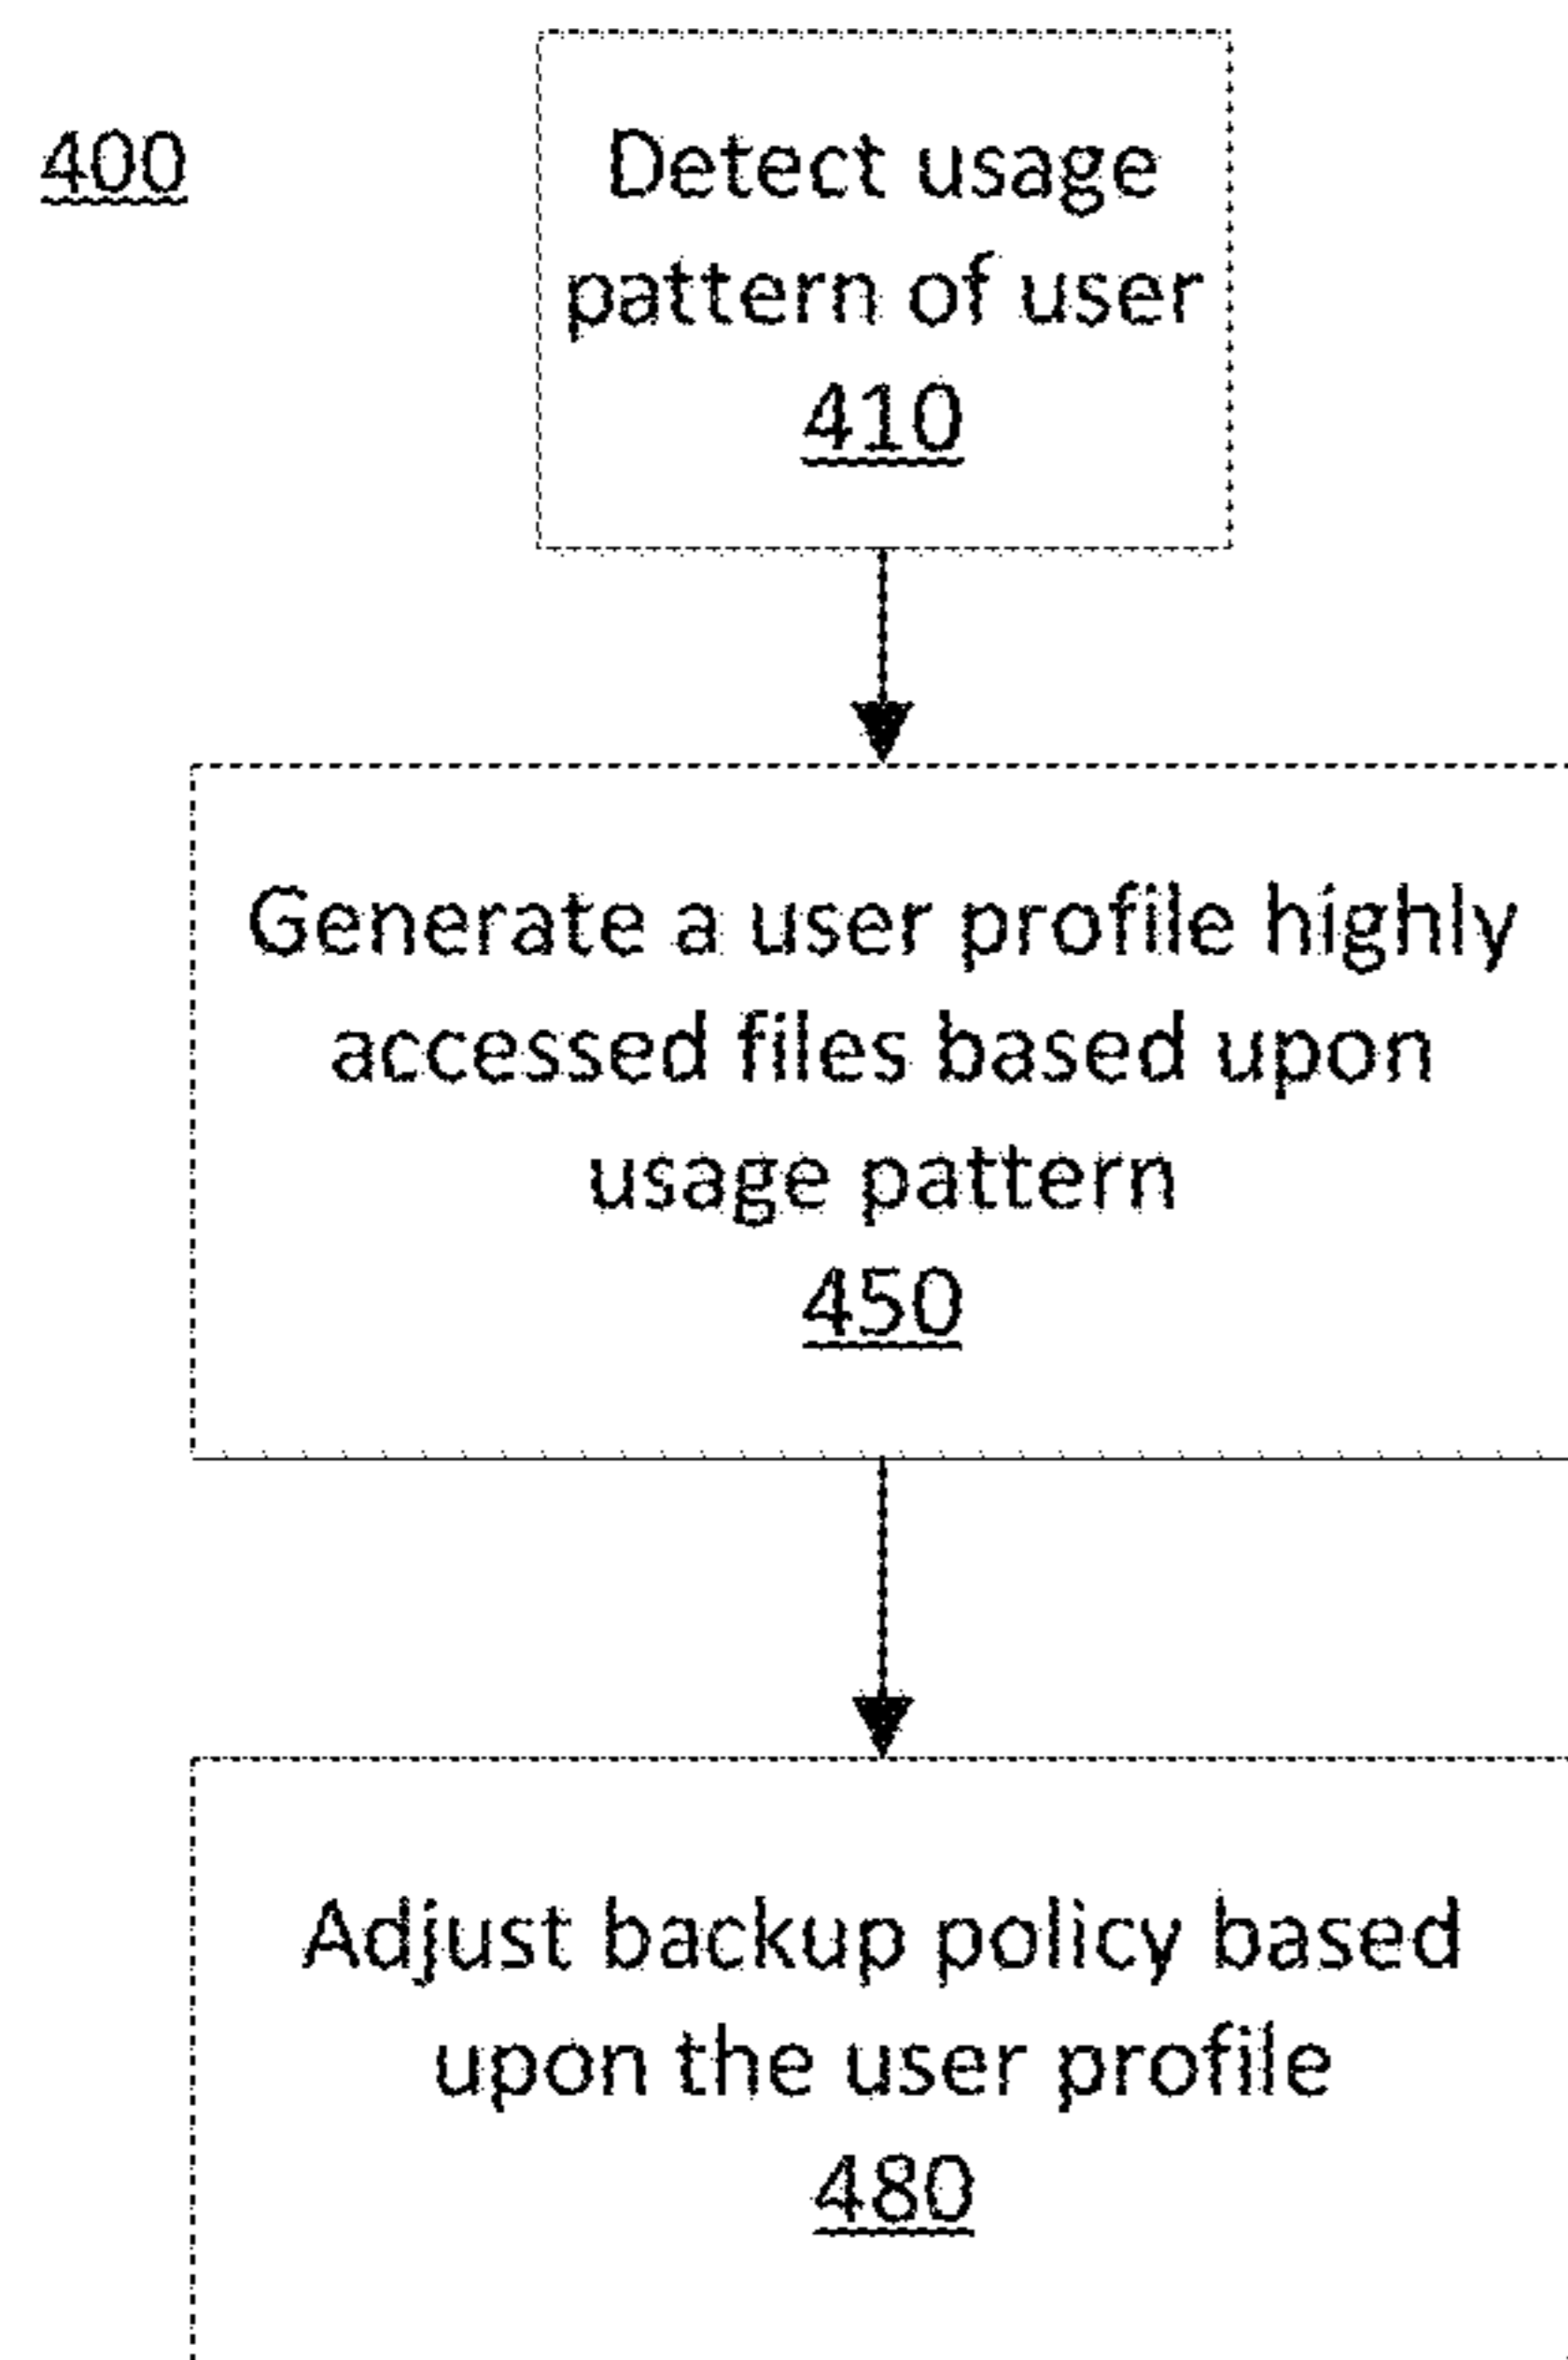 400
Detect usage
pattern of user
410
Generate a user profile highly
accessed files based upon
usage pattern
450
Adjust backup policy based
upon the user profile
480